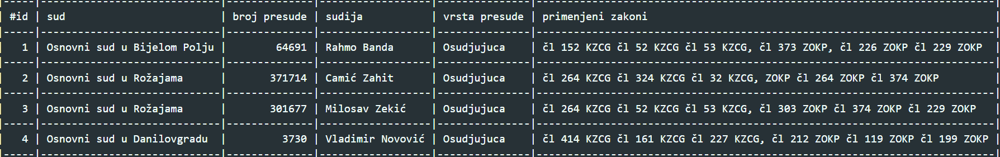 #id | sud | broj presude | sudija | vrsta presude | primenjeni zakoni
1 | Osnovni sud u Bijelom Polju | 64691 | Rahmo Banda | Osudjujuca | čl 152 KZCG čl 52 KZCG čl 53 KZCG, čl 373 ZOKP, čl 226 ZOKP čl 229 ZOKP
2 | Osnovni sud u Rožajama | 371714 | Camić Zahit | Osudjujuca | čl 264 KZCG čl 324 KZCG čl 32 KZCG, ZOKP čl 264 ZOKP čl 374 ZOKP
3 | Osnovni sud u Rožajama | 301677 | Milosav Zekić | Osudjujuca | čl 264 KZCG čl 52 KZCG čl 53 KZCG, čl 303 ZOKP čl 374 ZOKP čl 229 ZOKP
4 | Osnovni sud u Danilovgradu | 3730 | Vladimir Novović | Osudjujuca | čl 414 KZCG čl 161 KZCG čl 227 KZCG, čl 212 ZOKP čl 119 ZOKP čl 199 ZOKP